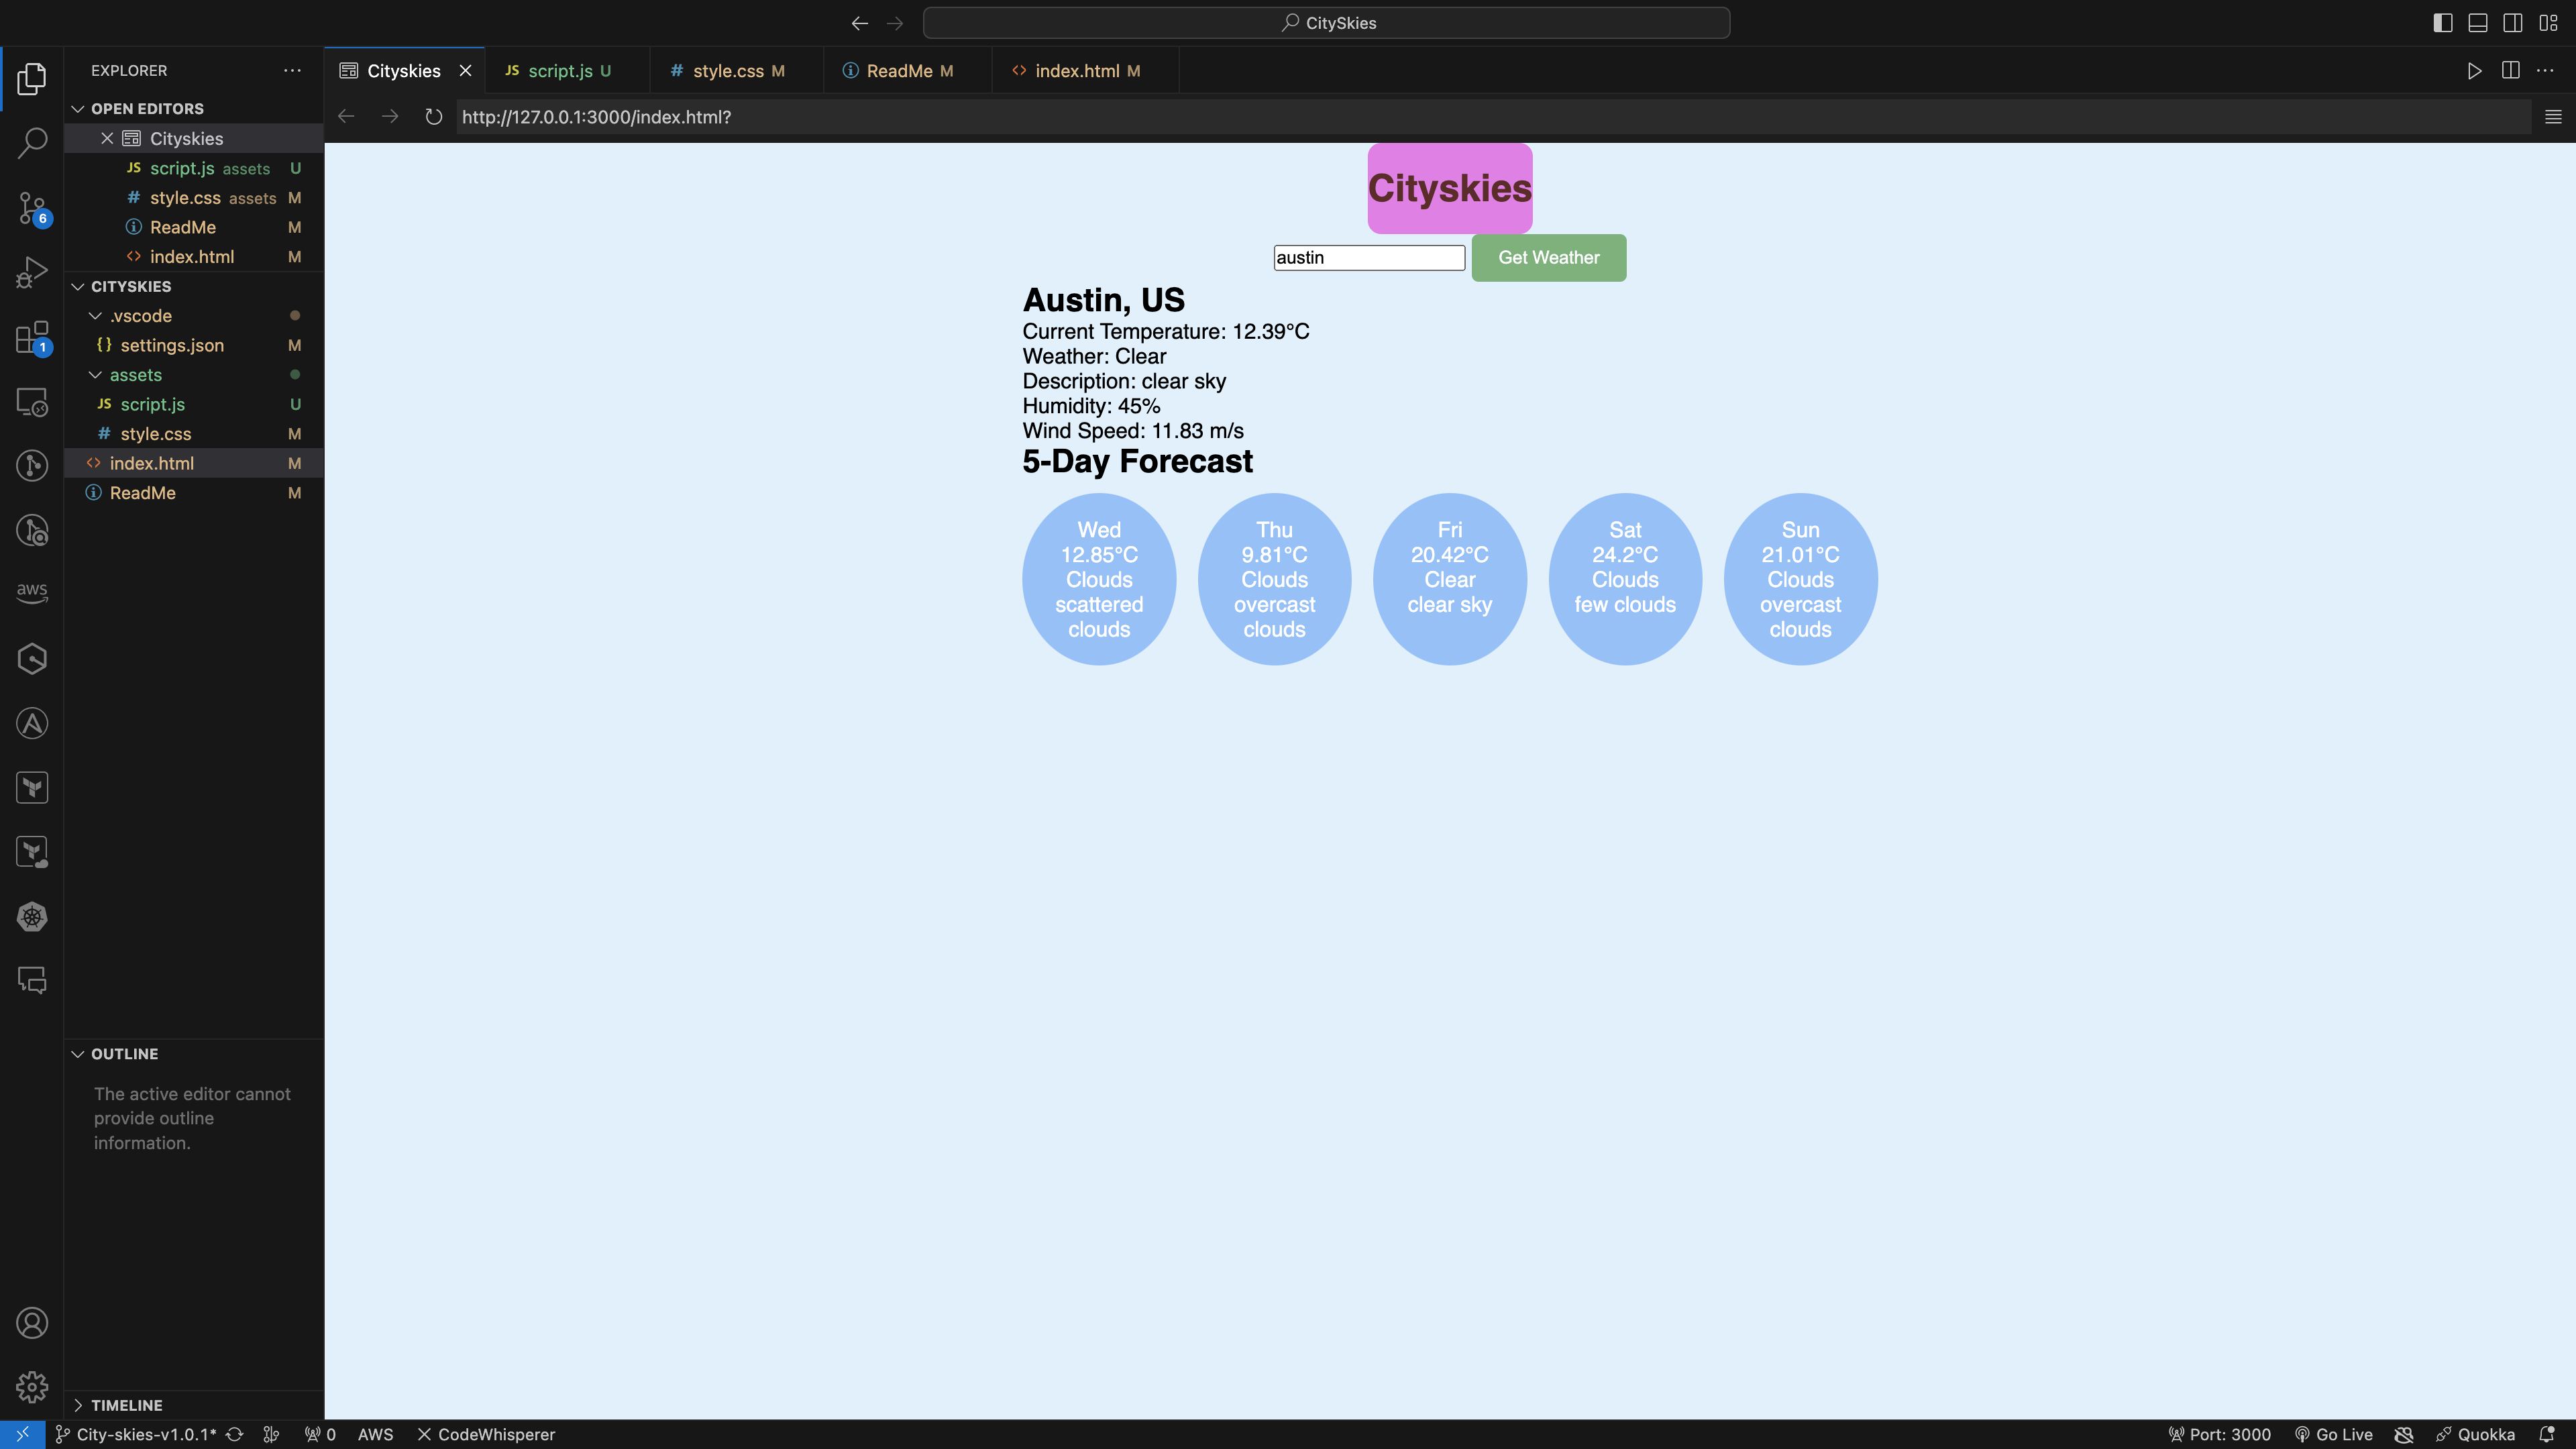 CitySkies
EXPLORER
OPEN EDITORS
Cityskies
JS script.js assets U
# style.css assets M
ReadMe M
<> index.html M
CITYSKIES
.vscode
{} settings.json M
assets
JS script.js U
# style.css M
<> index.html M
ReadMe M
6
1
aws
OUTLINE
The active editor cannot
provide outline
information.
TIMELINE
Cityskies
JS script.js U
# style.css M
ReadMe M
<> index.html M
http://127.0.0.1:3000/index.html?
Cityskies
austin Get Weather
Austin, US
Current Temperature: 12.39°C
Weather: Clear
Description: clear sky
Humidity: 45%
Wind Speed: 11.83 m/s
5-Day Forecast
Wed
12.85°C
Clouds
scattered
clouds
Thu
9.81°C
Clouds
overcast
clouds
Fri
20.42°C
Clear
clear sky
Sat
24.2°C
Clouds
few clouds
Sun
21.01°C
Clouds
overcast
clouds
City-skies-v1.0.1* 0 AWS CodeWhisperer Port: 3000 Go Live Quokka